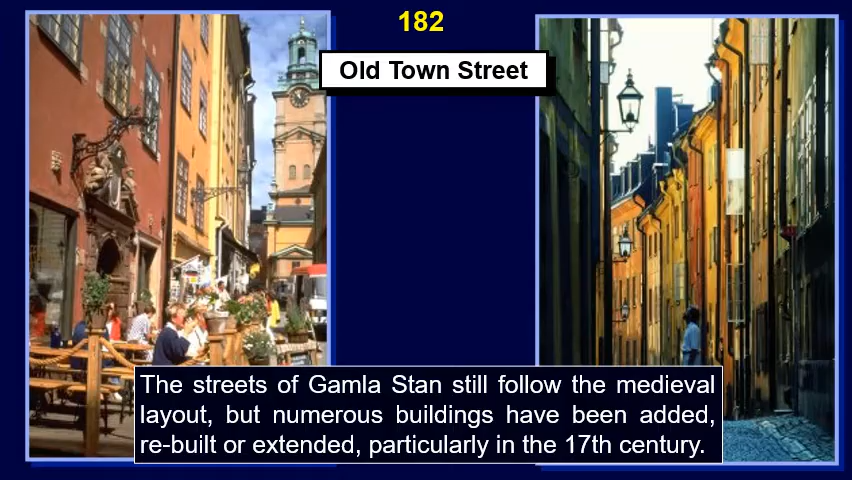 182
Old Town Street
The streets of Gamla Stan still follow the medieval
layout, but numerous buildings have been added,
re-built or extended, particularly in the 17th century.